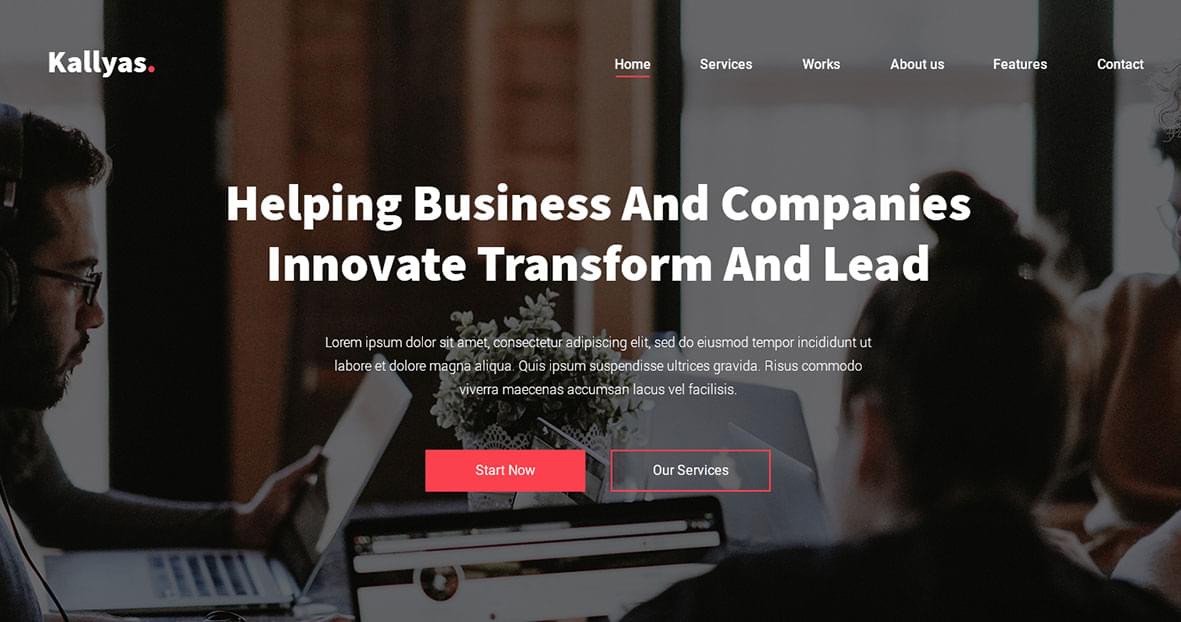 Kallyas.
Home Services Works About us Features Contact
Helping Business And Companies
Innovate Transform And Lead
Lorem ipsum dolor sit amet, consectetur adipiscing elit, sed do eiusmod tempor incididunt ut
labore et dolore magna aliqua. Quis ipsum suspendisse ultrices gravida. Risus commodo
viverra maecenas accumsan lacus vel facilisis.
Start Now
Our Services